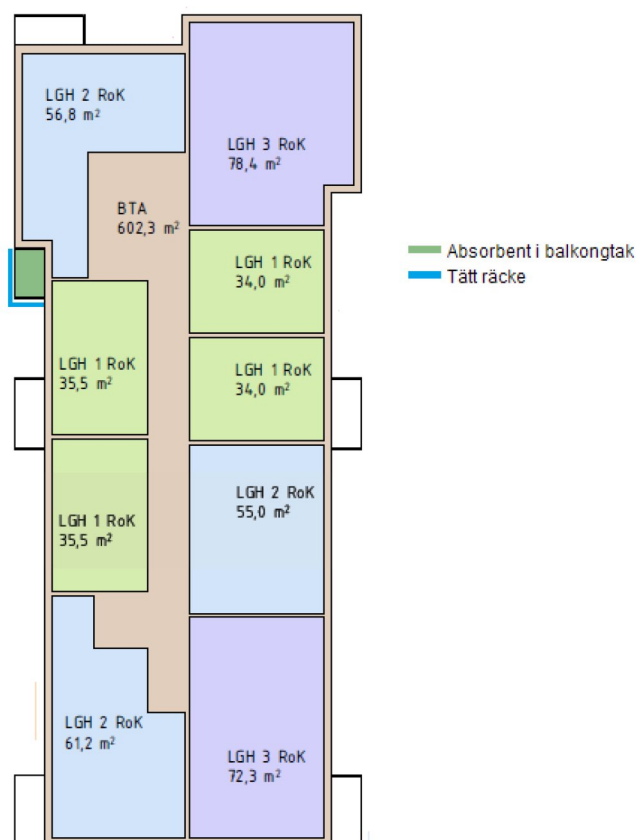 LGH 2 RoK
56,8 m²
LGH 3 RoK
78,4 m²
BTA
602,3 m²
LGH 1 RoK
34,0 m²
Absorbent i balkongtak
Tätt räcke
LGH 1 RoK
35,5 m²
LGH 1 RoK
34,0 m²
LGH 2 RoK
55,0 m²
LGH 1 RoK
35,5 m²
LGH 2 RoK
61,2 m²
LGH 3 RoK
72,3 m²